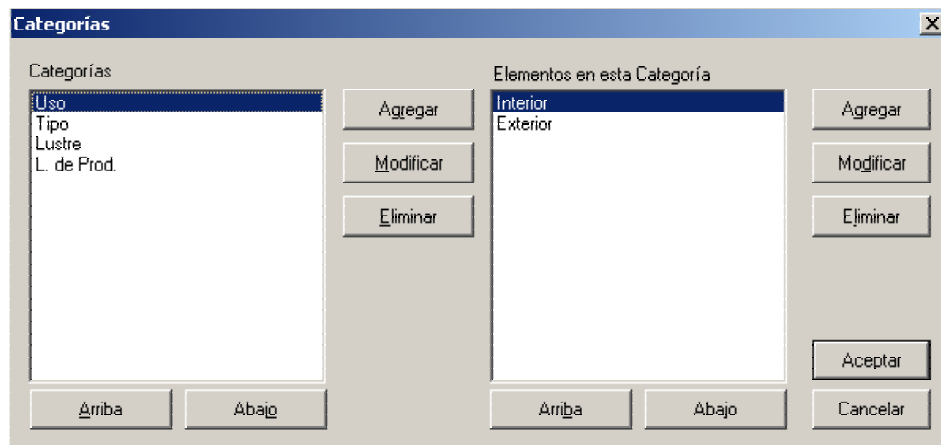 Categorías
Categorías
Uso
Tipo
Lustre
L. de Prod.
Agregar
Modificar
Eliminar
Arriba
Abajo
Elementos en esta Categoría
Interior
Exterior
Agregar
Modificar
Eliminar
Arriba
Abajo
Aceptar
Cancelar